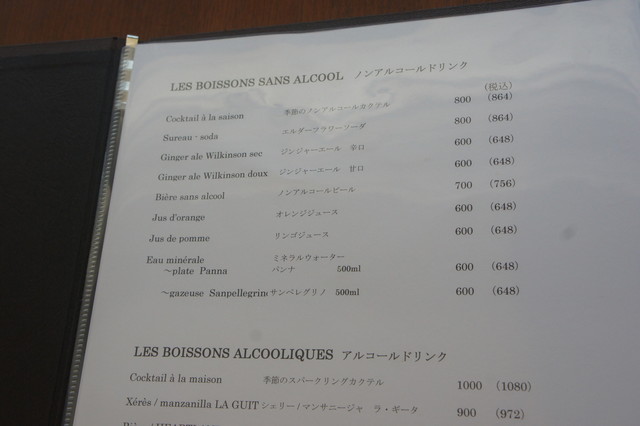 LES BOISSONS SANS ALCOOL ノンアルコールドリンク
(税込)
Cocktail à la saison 季節のノンアルコールカクテル 800 (864)
Sureau - soda エルダーフラワーソーダ 800 (864)
Ginger ale Wilkinson sec ジンジャーエール 辛口 600 (648)
Ginger ale Wilkinson doux ジンジャーエール 甘口 600 (648)
Bière sans alcool ノンアルコールビール 700 (756)
Jus d'orange オレンジジュース 600 (648)
Jus de pomme リンゴジュース 600 (648)
Eau minérale ミネラルウォーター
～plate Panna パンナ 500ml 600 (648)
～gazeuse Sanpellegrino サンペレグリノ 500ml 600 (648)
LES BOISSONS ALCOOLIQUES アルコールドリンク
Cocktail à la maison 季節のスパークリングカクテル 1000 (1080)
Xérès / manzanilla LA GUIT シェリー / マンサニージャ ラ・ギータ 900 (972)